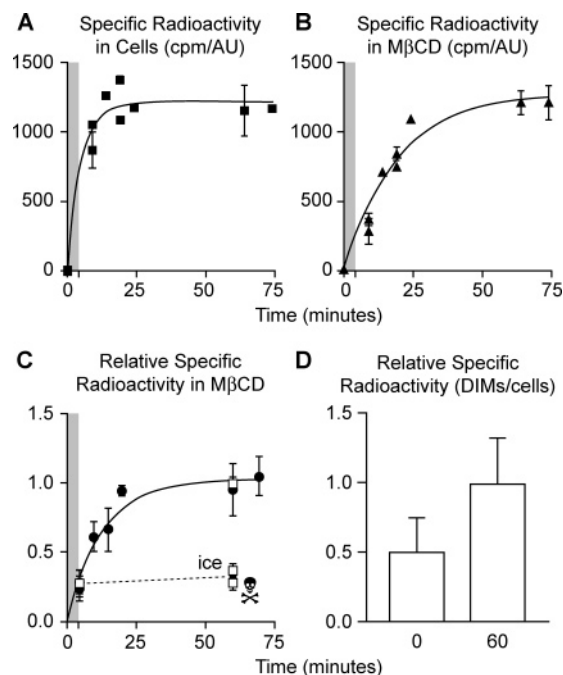 A
Specific Radioactivity
in Cells (cpm/AU)
1500
1000
500
0
0 25 50 75
B
Specific Radioactivity
in MβCD (cpm/AU)
1500
1000
500
0
0 25 50 75
Time (minutes)
C
Relative Specific
Radioactivity in MβCD
1.5
1.0
0.5
0.0
ice
0 25 50 75
D
Relative Specific
Radioactivity (DIMs/cells)
1.5
1.0
0.5
0.0
0 60
Time (minutes)